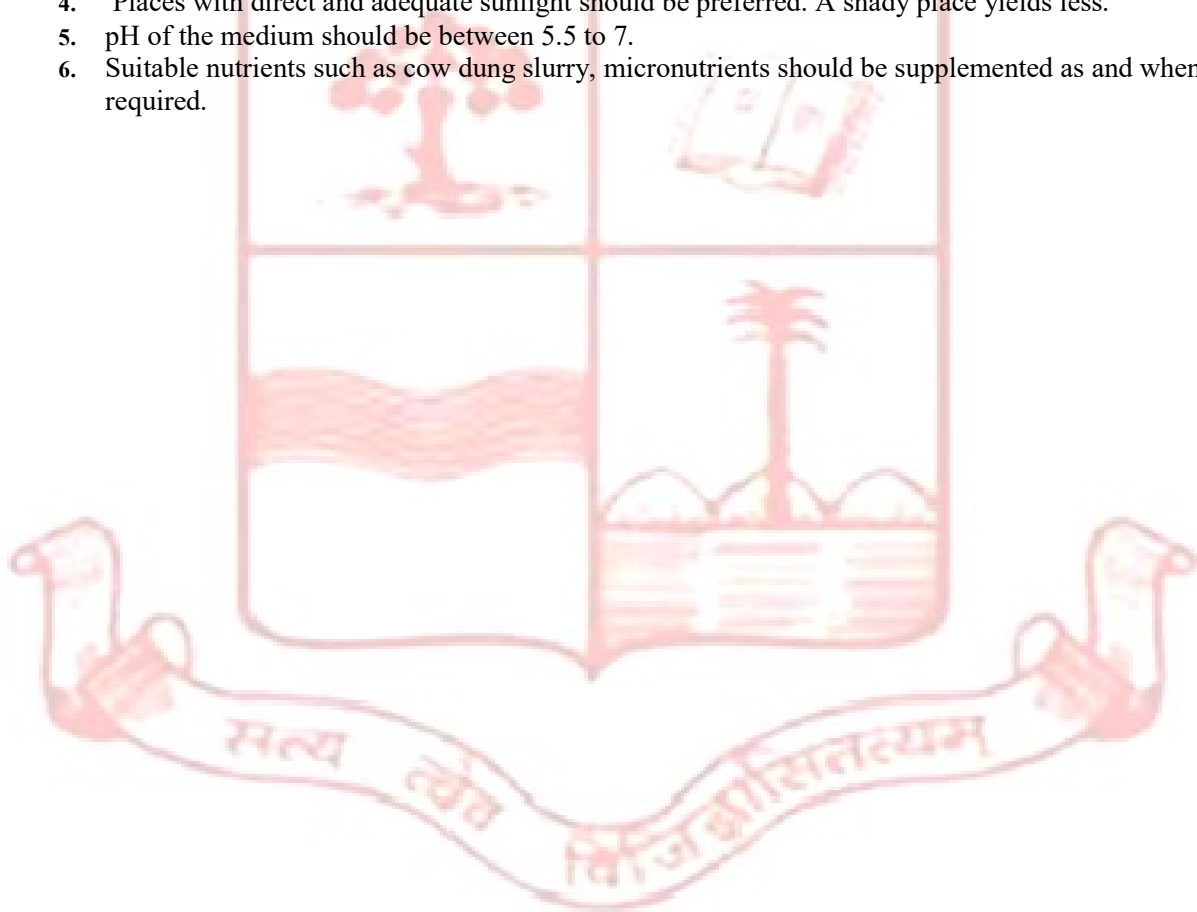 4. Places with direct and adequate sunlight should be preferred. A shady place yields less.
5. pH of the medium should be between 5.5 to 7.
6. Suitable nutrients such as cow dung slurry, micronutrients should be supplemented as and when
required.
सत्य त्वेव विजिज्ञासितव्यम्